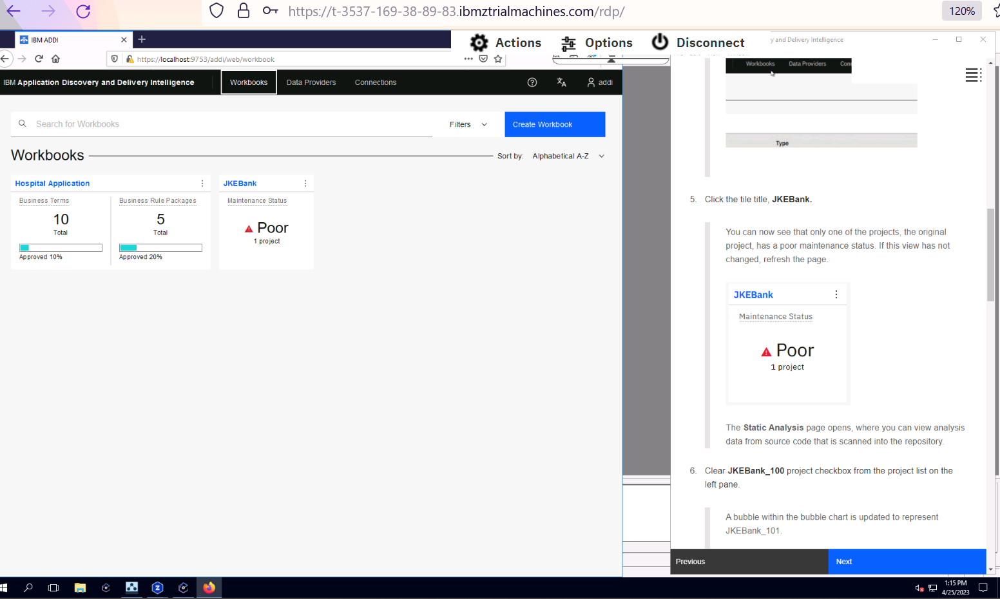 https://t-3537-169-38-89-83.ibmztrialmachines.com/rdp/
120%
IBM ADDI
Actions
Options
Disconnect
y and Delivery Intelligence
https://localhost:9753/addi/web/workbook
IBM Application Discovery and Delivery Intelligence
Workbooks
Data Providers
Connections
addi
Search for Workbooks
Filters
Create Workbook
Workbooks
Sort by:
Alphabetical A-Z
Hospital Application
Business Terms
10
Total
Approved 10%
Business Rule Packages
5
Total
Approved 20%
JKEBank
Maintenance Status
Poor
1 project
Workbooks
Data Providers
Conn
Type
5. Click the tile title, JKEBank.
You can now see that only one of the projects, the original
project, has a poor maintenance status. If this view has not
changed, refresh the page.
JKEBank
Maintenance Status
Poor
1 project
The Static Analysis page opens, where you can view analysis
data from source code that is scanned into the repository.
6. Clear JKEBank_100 project checkbox from the project list on the
left pane.
A bubble within the bubble chart is updated to represent
JKEBank_101.
Previous
Next
1:15 PM
4/25/2023